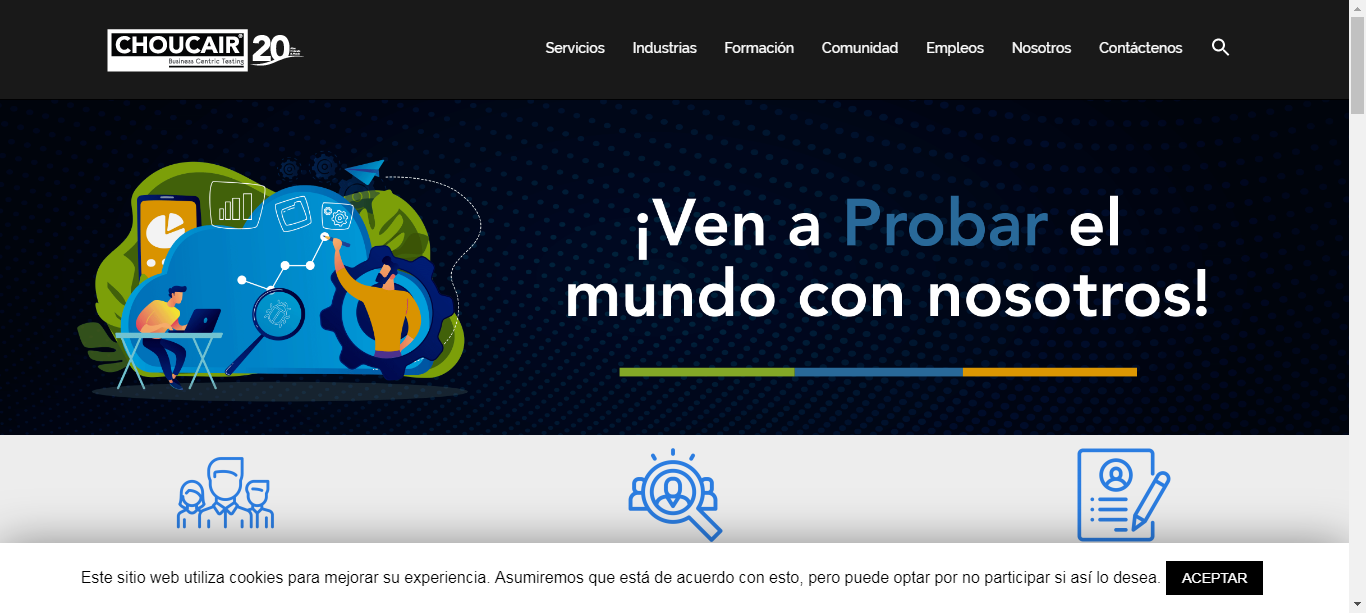 CHOUCAIR®
Business Centric Testing
20
Servicios Industrias Formación Comunidad Empleos Nosotros Contáctenos
¡Ven a Probar el
mundo con nosotros!
Este sitio web utiliza cookies para mejorar su experiencia. Asumiremos que está de acuerdo con esto, pero puede optar por no participar si así lo desea. ACEPTAR